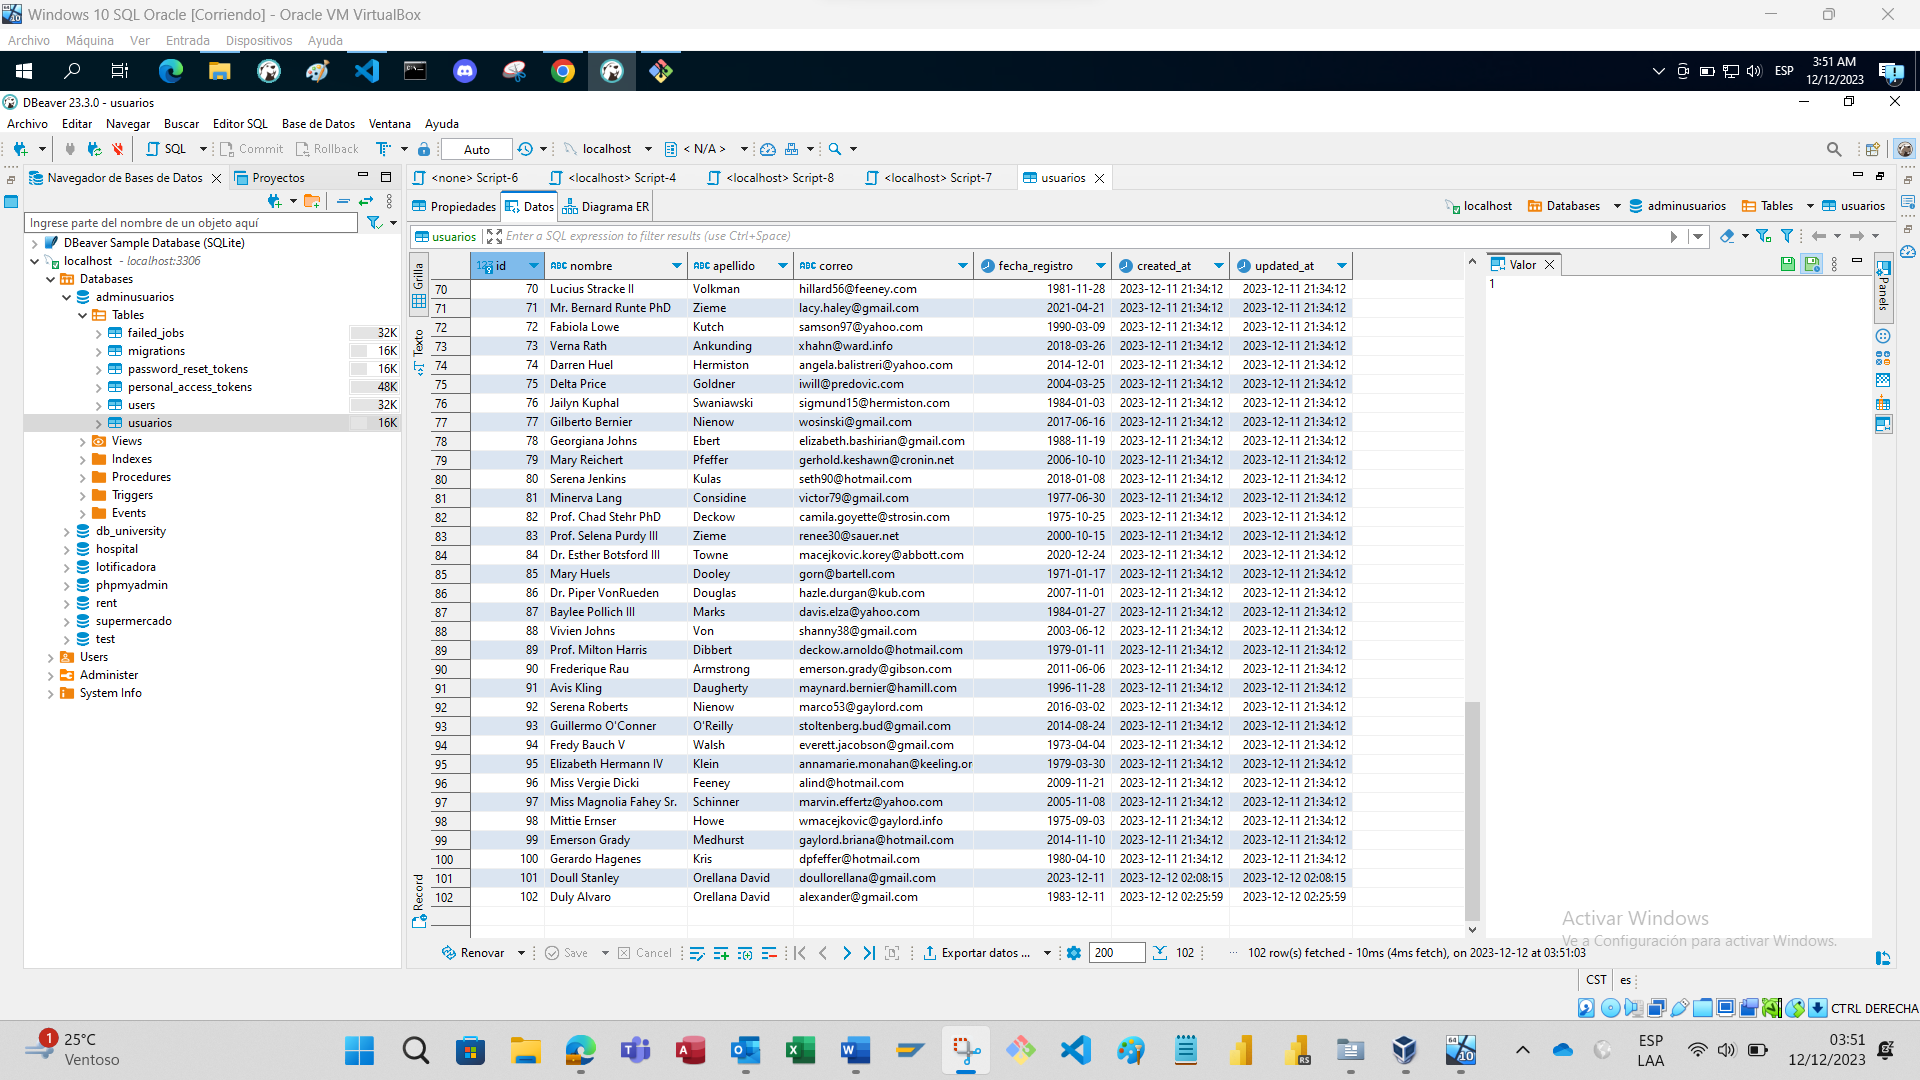 Windows 10 SQL Oracle [Corriendo] - Oracle VM VirtualBox
Archivo Máquina Ver Entrada Dispositivos Ayuda
ESP 3:51 AM
12/12/2023
DBeaver 23.3.0 - usuarios
Archivo Editar Navegar Buscar Editor SQL Base de Datos Ventana Ayuda
SQL Commit Rollback Auto localhost < N/A >
Navegador de Bases de Datos Proyectos <none> Script-6 <localhost> Script-4 <localhost> Script-8 <localhost> Script-7 usuarios
Propiedades Datos Diagrama ER localhost Databases adminusuarios Tables usuarios
Ingrese parte del nombre de un objeto aquí
usuarios Enter a SQL expression to filter results (use Ctrl+Space)
DBeaver Sample Database (SQLite)
localhost - localhost:3306
Databases
adminusuarios
Tables
failed_jobs 32K
migrations 16K
password_reset_tokens 16K
personal_access_tokens 48K
users 32K
usuarios 16K
Views
Indexes
Procedures
Triggers
Events
db_university
hospital
lotificadora
phpmyadmin
rent
supermercado
test
Users
Administer
System Info
Grilla
Texto
Record
123 id ABC nombre ABC apellido ABC correo fecha_registro created_at updated_at
70 70 Lucius Stracke II Volkman hillard56@feeney.com 1981-11-28 2023-12-11 21:34:12 2023-12-11 21:34:12
71 71 Mr. Bernard Runte PhD Zieme lacy.haley@gmail.com 2021-04-21 2023-12-11 21:34:12 2023-12-11 21:34:12
72 72 Fabiola Lowe Kutch samson97@yahoo.com 1990-03-09 2023-12-11 21:34:12 2023-12-11 21:34:12
73 73 Verna Rath Ankunding xhahn@ward.info 2018-03-26 2023-12-11 21:34:12 2023-12-11 21:34:12
74 74 Darren Huel Hermiston angela.balistreri@yahoo.com 2014-12-01 2023-12-11 21:34:12 2023-12-11 21:34:12
75 75 Delta Price Goldner iwill@predovic.com 2004-03-25 2023-12-11 21:34:12 2023-12-11 21:34:12
76 76 Jailyn Kuphal Swaniawski sigmund15@hermiston.com 1984-01-03 2023-12-11 21:34:12 2023-12-11 21:34:12
77 77 Gilberto Bernier Nienow wosinski@gmail.com 2017-06-16 2023-12-11 21:34:12 2023-12-11 21:34:12
78 78 Georgiana Johns Ebert elizabeth.bashirian@gmail.com 1988-11-19 2023-12-11 21:34:12 2023-12-11 21:34:12
79 79 Mary Reichert Pfeffer gerhold.keshawn@cronin.net 2006-10-10 2023-12-11 21:34:12 2023-12-11 21:34:12
80 80 Serena Jenkins Kulas seth90@hotmail.com 2018-01-08 2023-12-11 21:34:12 2023-12-11 21:34:12
81 81 Minerva Lang Considine victor79@gmail.com 1977-06-30 2023-12-11 21:34:12 2023-12-11 21:34:12
82 82 Prof. Chad Stehr PhD Deckow camila.goyette@strosin.com 1975-10-25 2023-12-11 21:34:12 2023-12-11 21:34:12
83 83 Prof. Selena Purdy III Zieme renee30@sauer.net 2000-10-15 2023-12-11 21:34:12 2023-12-11 21:34:12
84 84 Dr. Esther Botsford III Towne macejkovic.korey@abbott.com 2020-12-24 2023-12-11 21:34:12 2023-12-11 21:34:12
85 85 Mary Huels Dooley gorn@bartell.com 1971-01-17 2023-12-11 21:34:12 2023-12-11 21:34:12
86 86 Dr. Piper VonRueden Douglas hazle.durgan@kub.com 2007-11-01 2023-12-11 21:34:12 2023-12-11 21:34:12
87 87 Baylee Pollich III Marks davis.elza@yahoo.com 1984-01-27 2023-12-11 21:34:12 2023-12-11 21:34:12
88 88 Vivien Johns Von shanny38@gmail.com 2003-06-12 2023-12-11 21:34:12 2023-12-11 21:34:12
89 89 Prof. Milton Harris Dibbert deckow.arnoldo@hotmail.com 1979-01-11 2023-12-11 21:34:12 2023-12-11 21:34:12
90 90 Frederique Rau Armstrong emerson.grady@gibson.com 2011-06-06 2023-12-11 21:34:12 2023-12-11 21:34:12
91 91 Avis Kling Daugherty maynard.bernier@hamill.com 1996-11-28 2023-12-11 21:34:12 2023-12-11 21:34:12
92 92 Serena Roberts Nienow marco53@gaylord.com 2016-03-02 2023-12-11 21:34:12 2023-12-11 21:34:12
93 93 Guillermo O'Conner O'Reilly stoltenberg.bud@gmail.com 2014-08-24 2023-12-11 21:34:12 2023-12-11 21:34:12
94 94 Fredy Bauch V Walsh everett.jacobson@gmail.com 1973-04-04 2023-12-11 21:34:12 2023-12-11 21:34:12
95 95 Elizabeth Hermann IV Klein annamarie.monahan@keeling.or 1979-03-30 2023-12-11 21:34:12 2023-12-11 21:34:12
96 96 Miss Vergie Dicki Feeney alind@hotmail.com 2009-11-21 2023-12-11 21:34:12 2023-12-11 21:34:12
97 97 Miss Magnolia Fahey Sr. Schinner marvin.effertz@yahoo.com 2005-11-08 2023-12-11 21:34:12 2023-12-11 21:34:12
98 98 Mittie Ernser Howe wmacejkovic@gaylord.info 1975-09-03 2023-12-11 21:34:12 2023-12-11 21:34:12
99 99 Emerson Grady Medhurst gaylord.briana@hotmail.com 2014-11-10 2023-12-11 21:34:12 2023-12-11 21:34:12
100 100 Gerardo Hagenes Kris dpfeffer@hotmail.com 1980-04-10 2023-12-11 21:34:12 2023-12-11 21:34:12
101 101 Doull Stanley Orellana David doullorellana@gmail.com 2023-12-11 2023-12-12 02:08:15 2023-12-12 02:08:15
102 102 Duly Alvaro Orellana David alexander@gmail.com 1983-12-11 2023-12-12 02:25:59 2023-12-12 02:25:59
Valor
1
Panels
Activar Windows
Ve a Configuración para activar Windows.
Renovar Save Cancel Exportar datos ... 200 102 ... 102 row(s) fetched - 10ms (4ms fetch), on 2023-12-12 at 03:51:03
CST es
CTRL DERECHA
1 25°C
Ventoso
ESP
LAA
03:51
12/12/2023